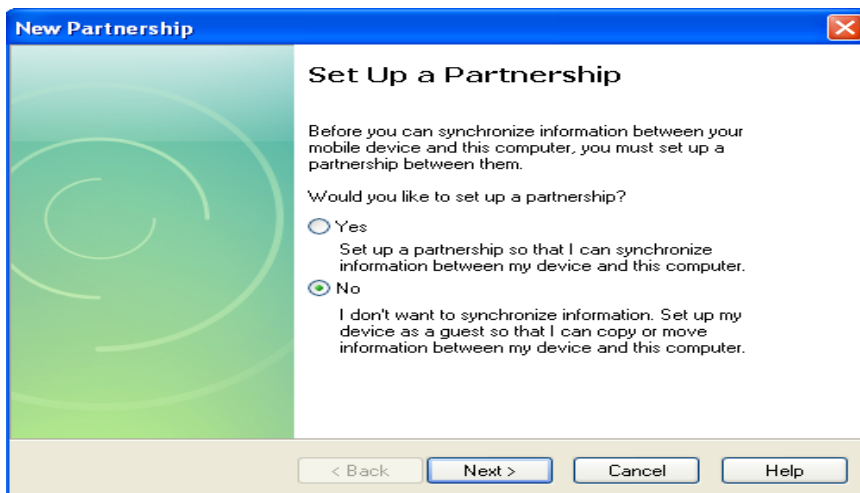 New Partnership
Set Up a Partnership
Before you can synchronize information between your
mobile device and this computer, you must set up a
partnership between them.
Would you like to set up a partnership?
Yes
Set up a partnership so that I can synchronize
information between my device and this computer.
No
I don't want to synchronize information. Set up my
device as a guest so that I can copy or move
information between my device and this computer.
< Back
Next >
Cancel
Help